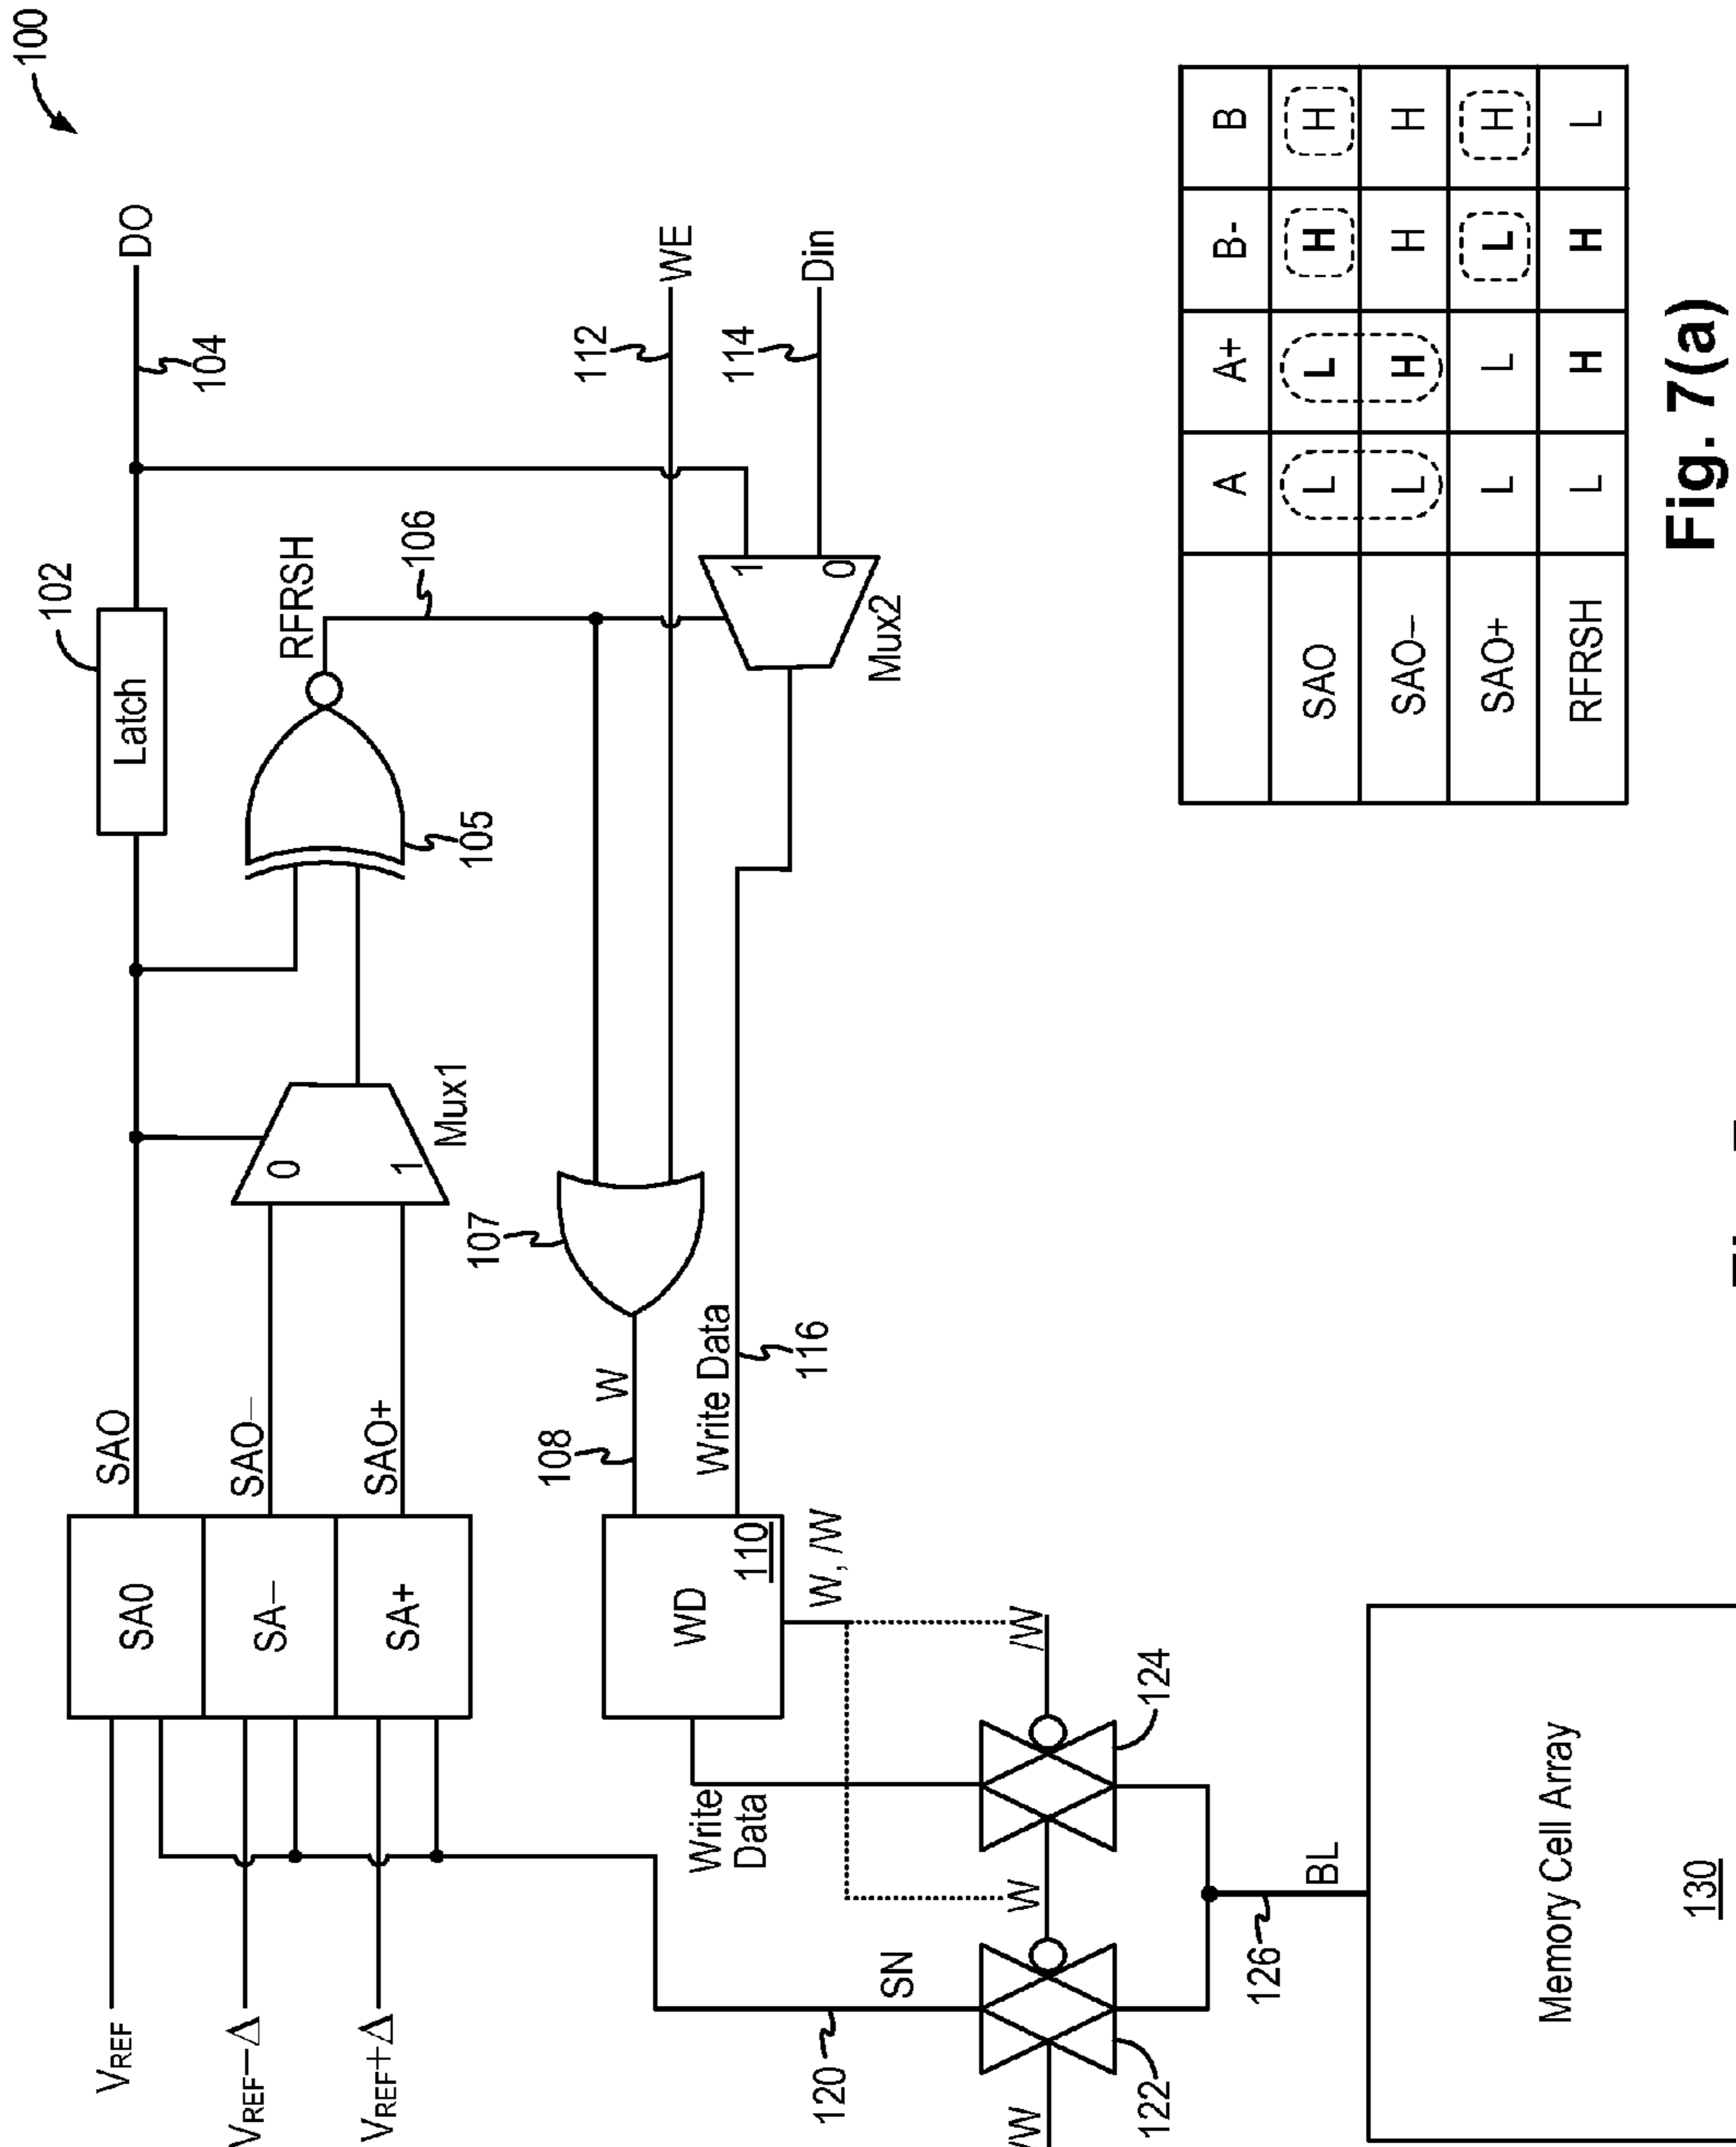 100
SAO
102
Latch
104
DO
VREF
SA0
VREF–Δ
SAO–
SA–
VREF+Δ
SAO+
SA+
0
1
Mux1
105
RFRSH
106
107
W
108
112
WE
WD
110
Write Data
116
1
0
Mux2
114
Din
Write
Data
W, /W
120
SN
W
/W
/W
122
124
126
BL
Memory Cell Array
130
A A+ B- B
SAO L L H H
SAO– L H H H
SAO+ L L L H
RFRSH L H H L
Fig. 7(a)